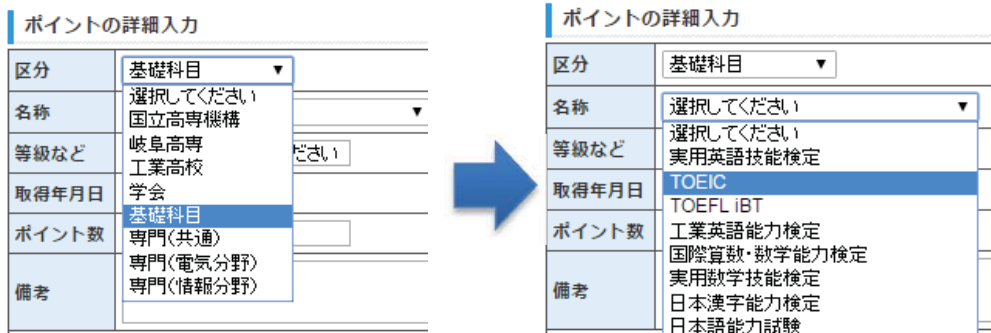 ポイントの詳細入力
区分
基礎科目
選択してください
国立高専機構
岐阜高専
工業高校
学会
基礎科目
専門(共通)
専門(電気分野)
専門(情報分野)
名称
等級など
ださい
取得年月日
ポイント数
備考
ポイントの詳細入力
区分
基礎科目
名称
選択してください
選択してください
実用英語技能検定
TOEIC
TOEFL iBT
工業英語能力検定
国際算数・数学能力検定
実用数学技能検定
日本漢字能力検定
日本語能力試験
等級など
取得年月日
ポイント数
備考